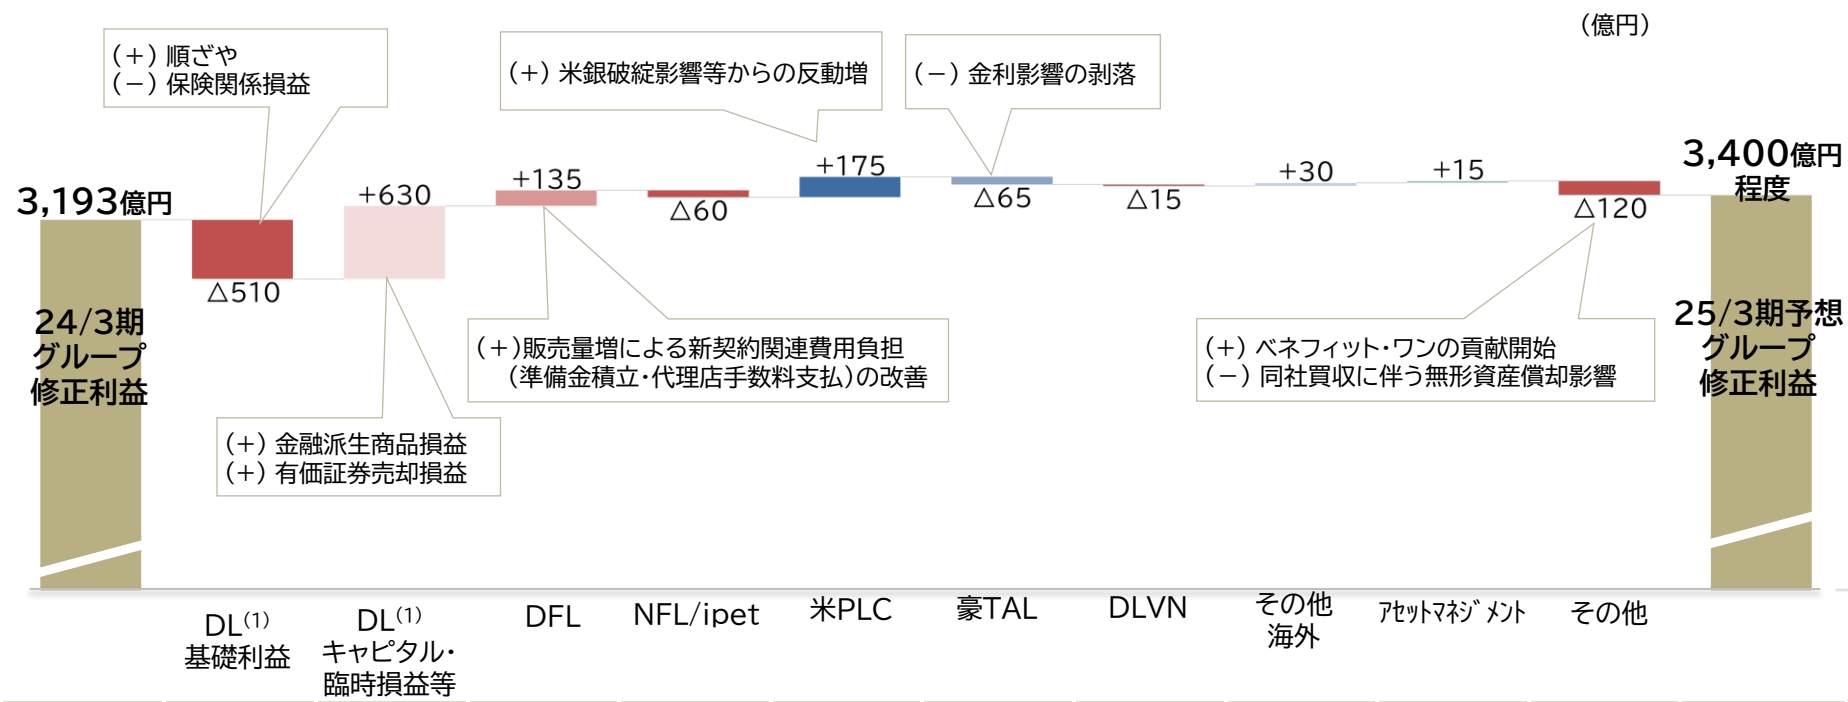 （億円）
（＋）順ざや
（－）保険関係損益
（＋）米銀破綻影響等からの反動増
（－）金利影響の剥落
3,193億円
△510
+630
+135
△60
+175
△65
△15
+30
+15
△120
3,400億円
程度
24/3期
グループ
修正利益
（＋）販売量増による新契約関連費用負担
（準備金積立・代理店手数料支払）の改善
（＋）ベネフィット・ワンの貢献開始
（－）同社買収に伴う無形資産償却影響
25/3期予想
グループ
修正利益
（＋）金融派生商品損益
（＋）有価証券売却損益
DL(1)
基礎利益
DL(1)
キャピタル・
臨時損益等
DFL
NFL/ipet
米PLC
豪TAL
DLVN
その他
海外
ｱｾｯﾄﾏﾈｼﾞﾒﾝﾄ
その他